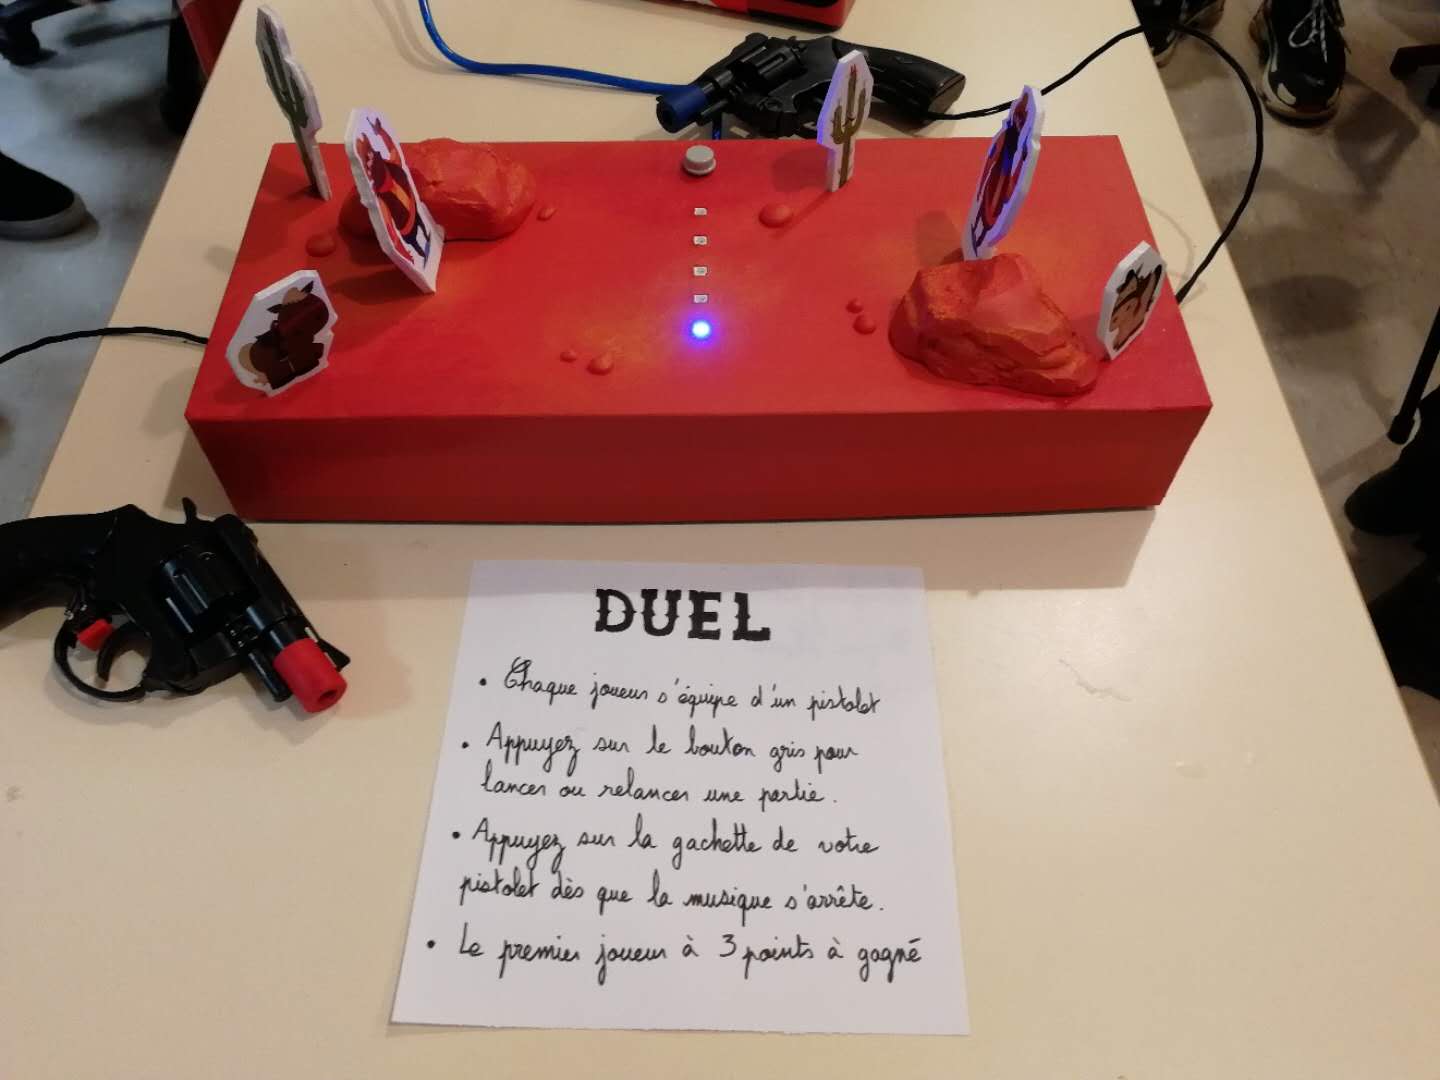 DUEL
• Chaque joueur s'équipe d'un pistolet
• Appuyez sur le bouton gris pour
lancer ou relancer une partie.
• Appuyez sur la gachette de votre
pistolet dès que la musique s'arrête.
• Le premier joueur à 3 points à gagné